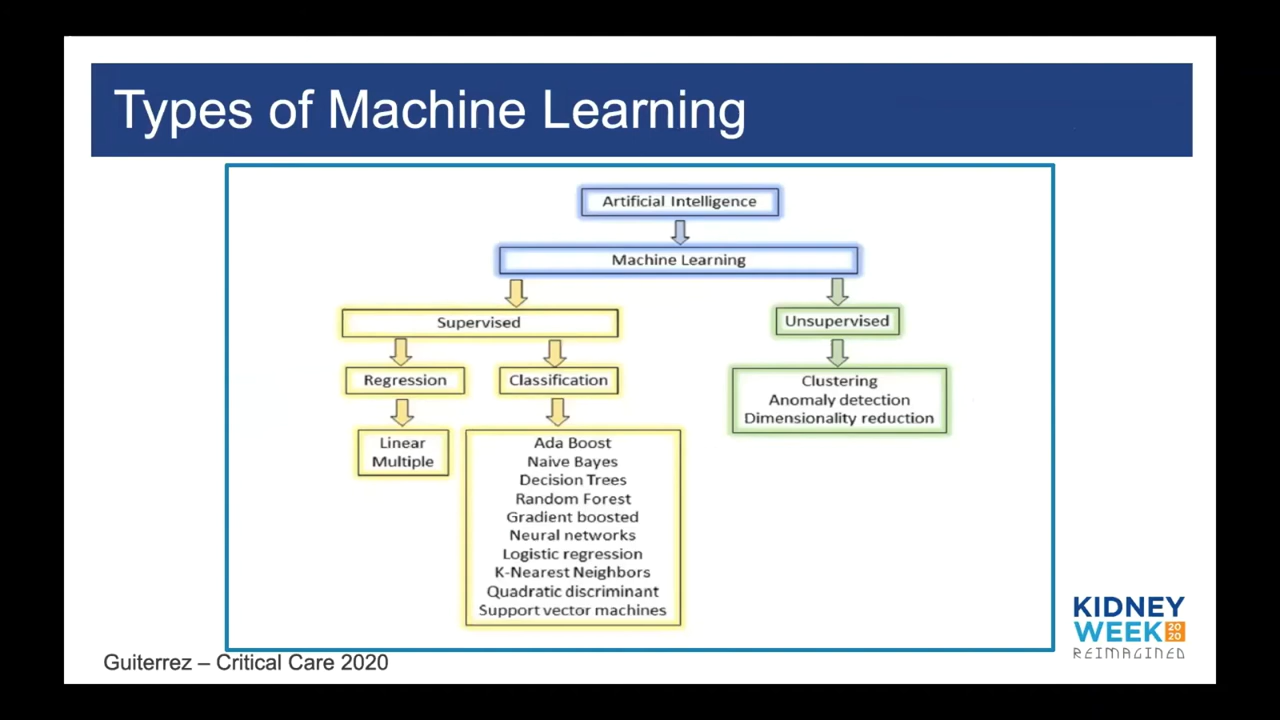 Types of Machine Learning
Artificial Intelligence
Machine Learning
Supervised
Unsupervised
Regression
Classification
Clustering
Anomaly detection
Dimensionality reduction
Linear
Multiple
Ada Boost
Naive Bayes
Decision Trees
Random Forest
Gradient boosted
Neural networks
Logistic regression
K-Nearest Neighbors
Quadratic discriminant
Support vector machines
Guiterrez – Critical Care 2020
KIDNEY
WEEK 20
20
REIMAGINED